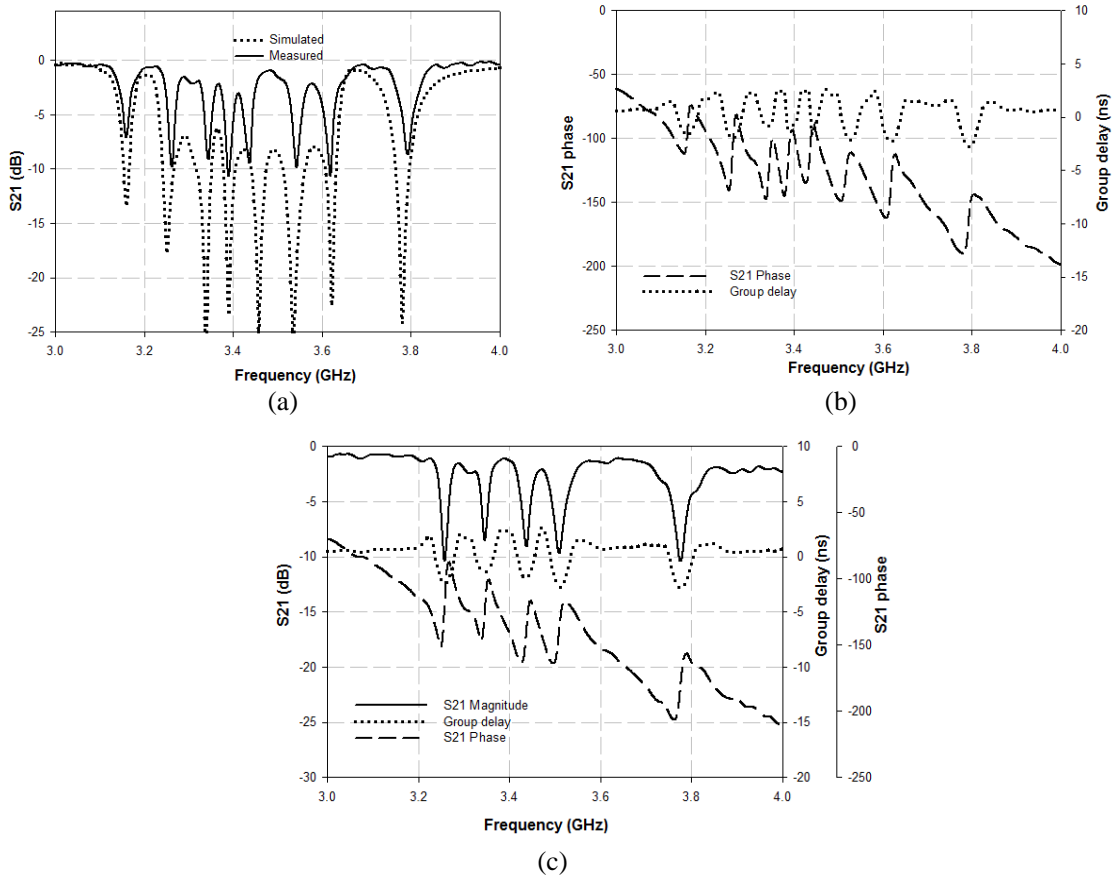 Simulated
Measured
0
-5
-10
-15
-20
-25
S21 (dB)
3.0 3.2 3.4 3.6 3.8 4.0
Frequency (GHz)
(a)
0
-50
-100
-150
-200
-250
S21 phase
10
5
0
-5
-10
-15
-20
Group delay (ns)
S21 Phase
Group delay
3.0 3.2 3.4 3.6 3.8 4.0
Frequency (GHz)
(b)
0
-5
-10
-15
-20
-25
-30
S21 (dB)
10
5
0
-5
-10
-15
-20
Group delay (ns)
0
-50
-100
-150
-200
-250
S21 phase
S21 Magnitude
Group delay
S21 Phase
3.0 3.2 3.4 3.6 3.8 4.0
Frequency (GHz)
(c)